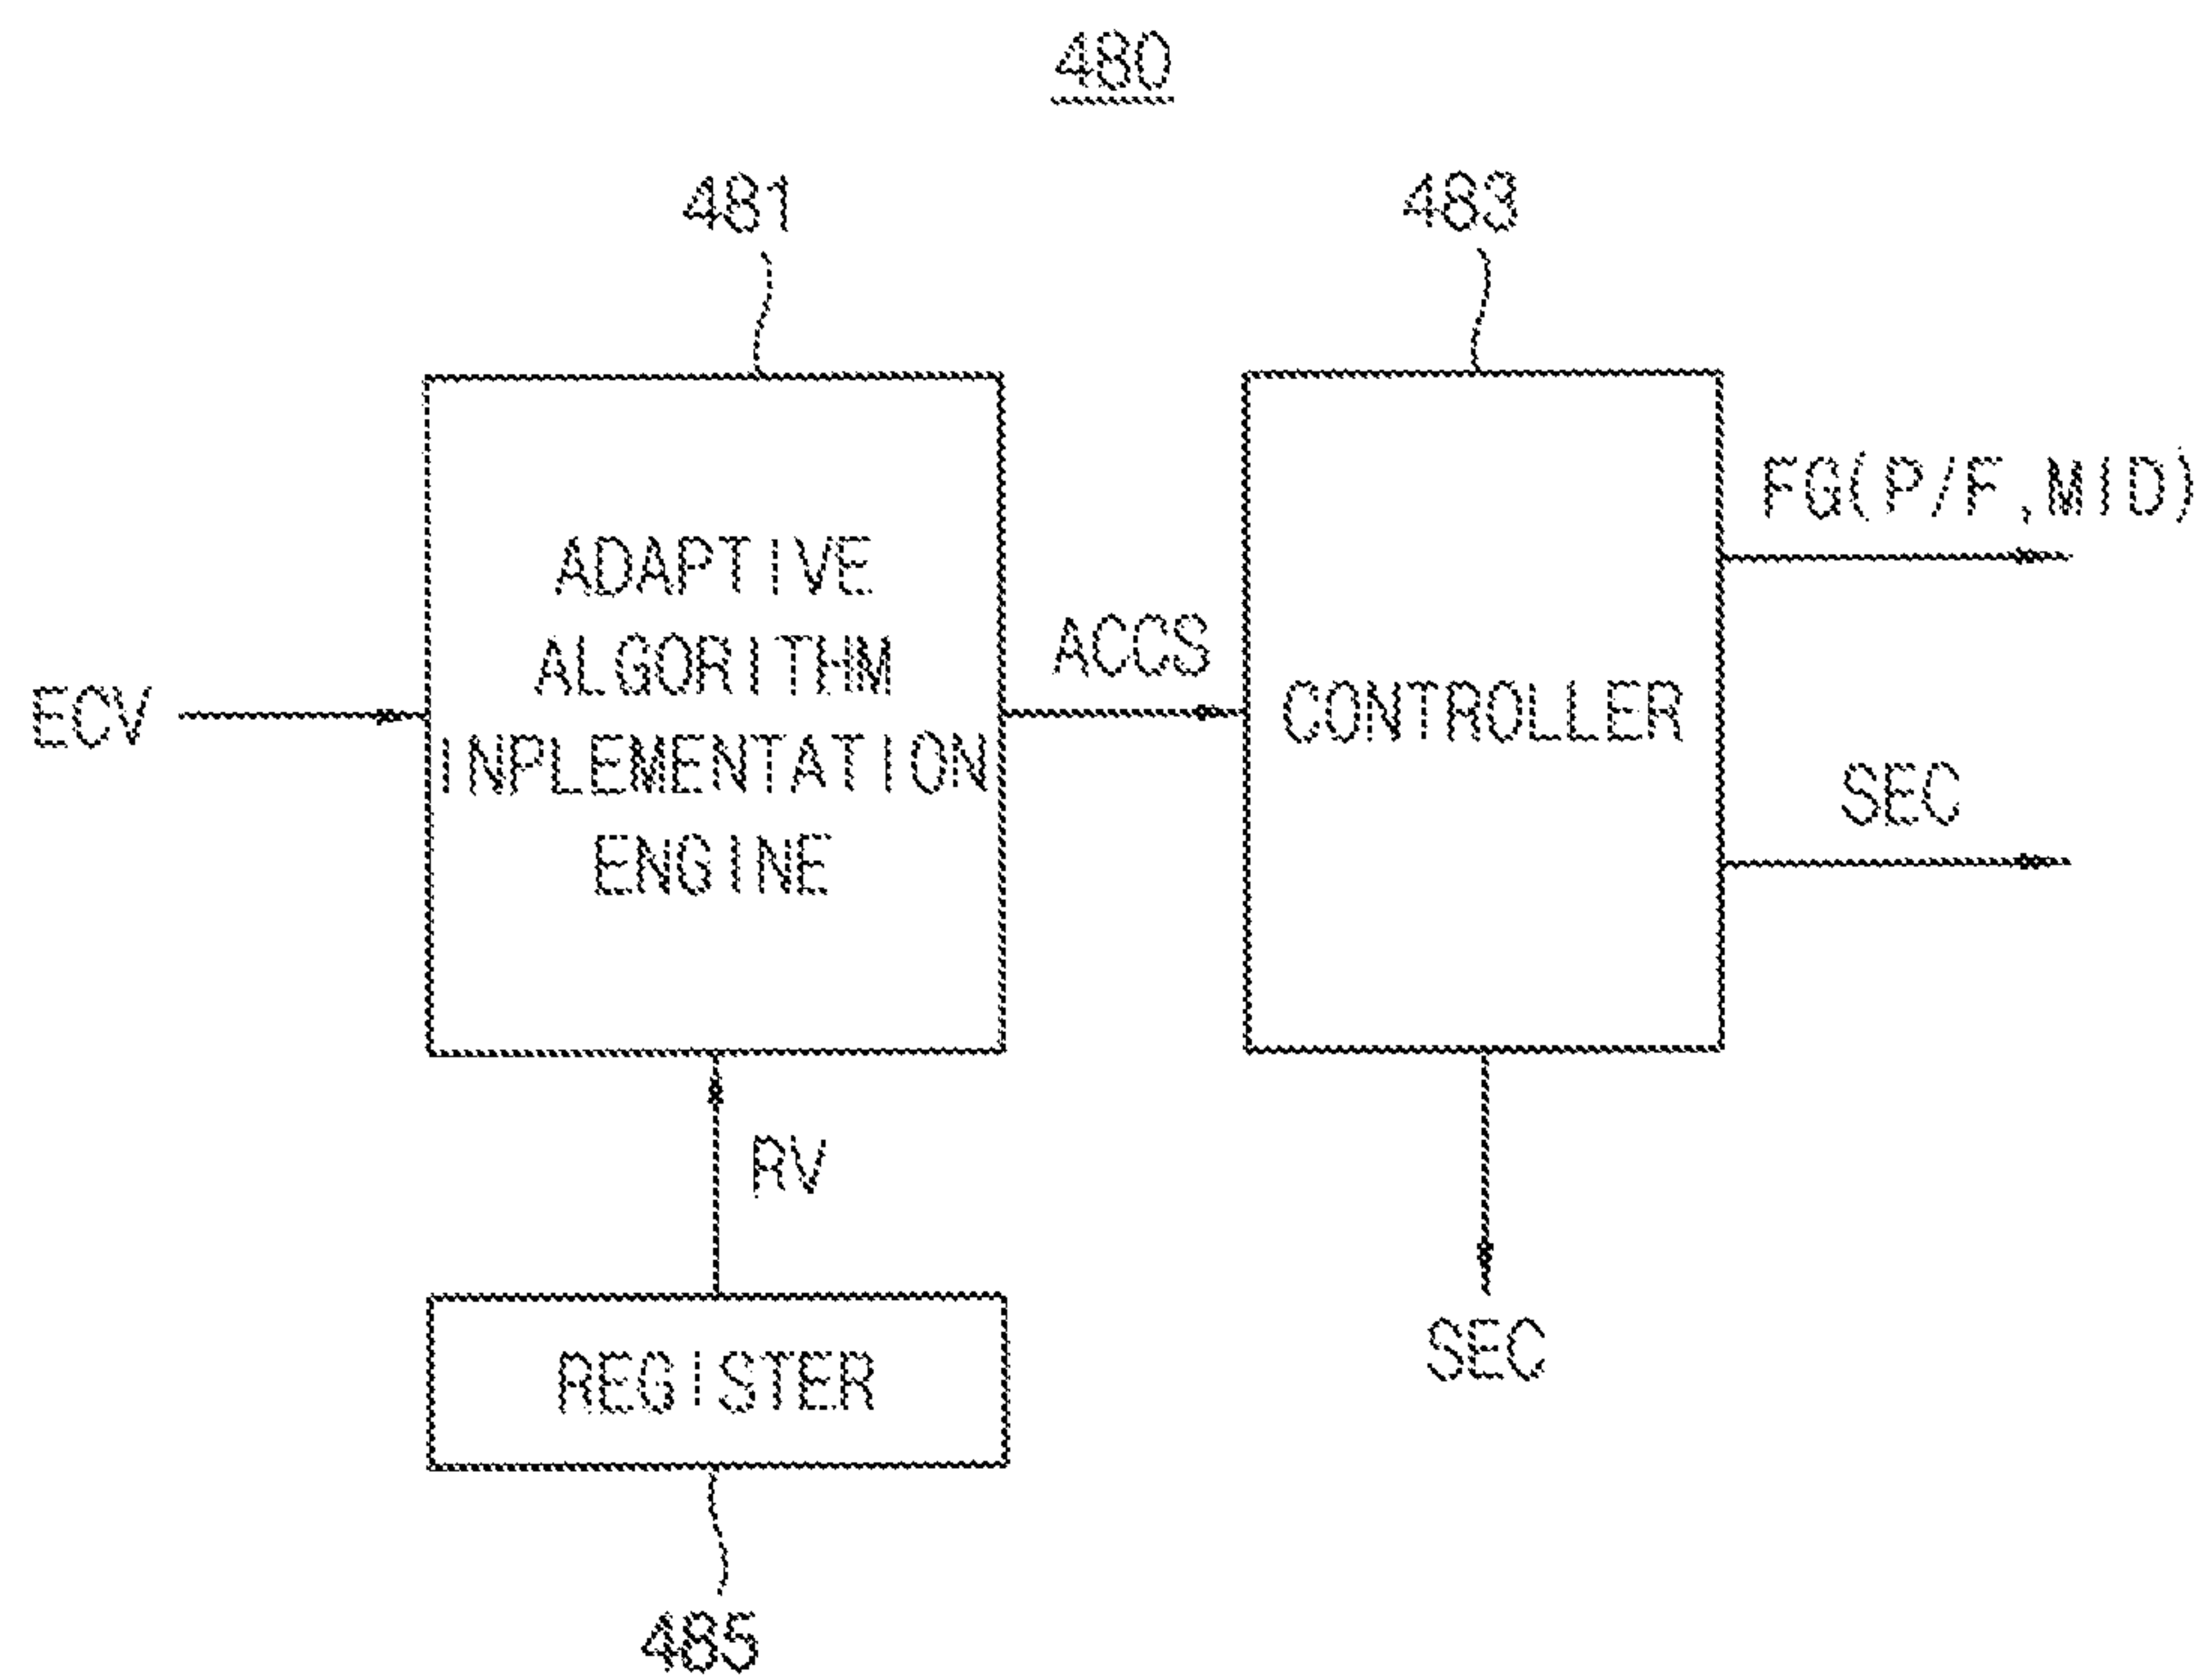 480
481
483
FG(P/F,MID)
ADAPTIVE
ALGORITHM
INPLEMENTATION
ENGINE
ECV
ACCS
CONTROLLER
SEC
RV
SEC
REGISTER
485